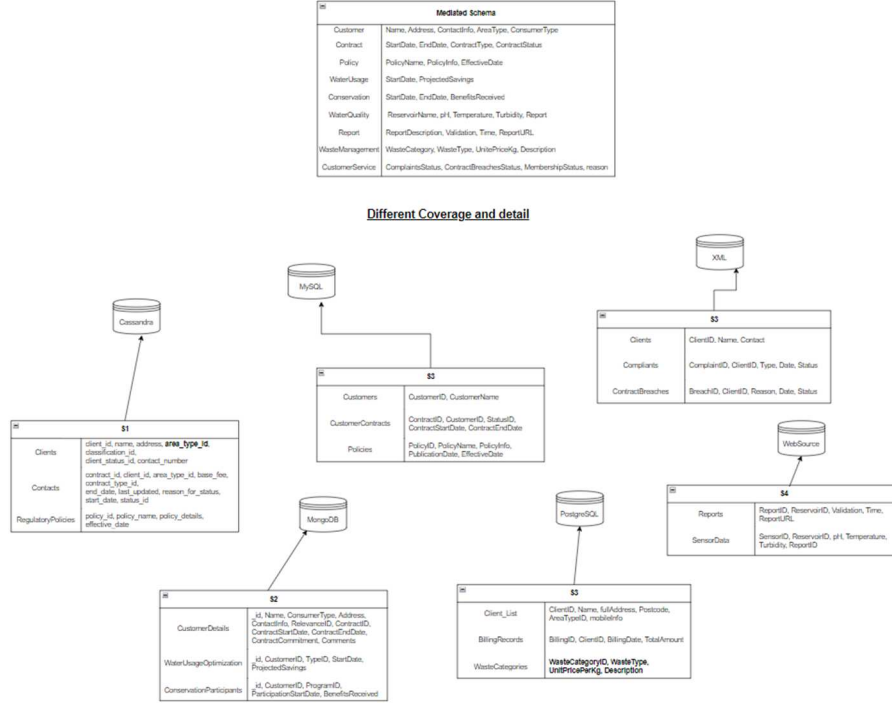 Mediated Schema
Customer Name, Address, ContactInfo, AreaType, ConsumerType
Contract StartDate, EndDate, ContractType, ContractStatus
Policy PolicyName, PolicyInfo, EffectiveDate
WaterUsage StartDate, ProjectedSavings
Conservation StartDate, EndDate, BenefitsReceived
WaterQuality ReservoirName, pH, Temperature, Turbidity, Report
Report ReportDescription, Validation, Time, ReportURL
WasteManagement WasteCategory, WasteType, UnitePriceKg, Description
CustomerService ComplaintsStatus, ContractBreachesStatus, MembershipStatus, reason
Different Coverage and detail
XML
MySQL
Cassandra
S3
Clients ClientID, Name, Contact
Compliants ComplaintID, ClientID, Type, Date, Status
ContractBreaches BreachID, ClientID, Reason, Date, Status
S3
Customers CustomerID, CustomerName
CustomerContracts ContractID, CustomerID, StatusID,
ContractStartDate, ContractEndDate
Policies PolicyID, PolicyName, PolicyInfo,
PublicationDate, EffectiveDate
S1
Clients client_id, name, address, area_type_id,
classification_id,
client_status_id, contact_number
Contacts contract_id, client_id, area_type_id, base_fee,
contract_type_id,
end_date, last_updated, reason_for_status,
start_date, status_id
RegulatoryPolicies policy_id, policy_name, policy_details,
effective_date
WebSource
S4
Reports ReportID, ReservoirID, Validation, Time,
ReportURL
SensorData SensorID, ReservoirID, pH, Temperature,
Turbidity, ReportID
MongoDB
PostgreSQL
S2
CustomerDetails _id, Name, ConsumerType, Address,
ContactInfo, RelevanceID, ContractID,
ContractStartDate, ContractEndDate,
ContractCommitment, Comments
WaterUsageOptimization _id, CustomerID, TypeID, StartDate,
ProjectedSavings
ConservationParticipants _id, CustomerID, ProgramID,
ParticipationStartDate, BenefitsReceived
S3
Client_List ClientID, Name, fullAddress, Postcode,
AreaTypeID, mobileInfo
BillingRecords BillingID, ClientID, BillingDate, TotalAmount
WasteCategories WasteCategoryID, WasteType,
UnitPricePerKg, Description